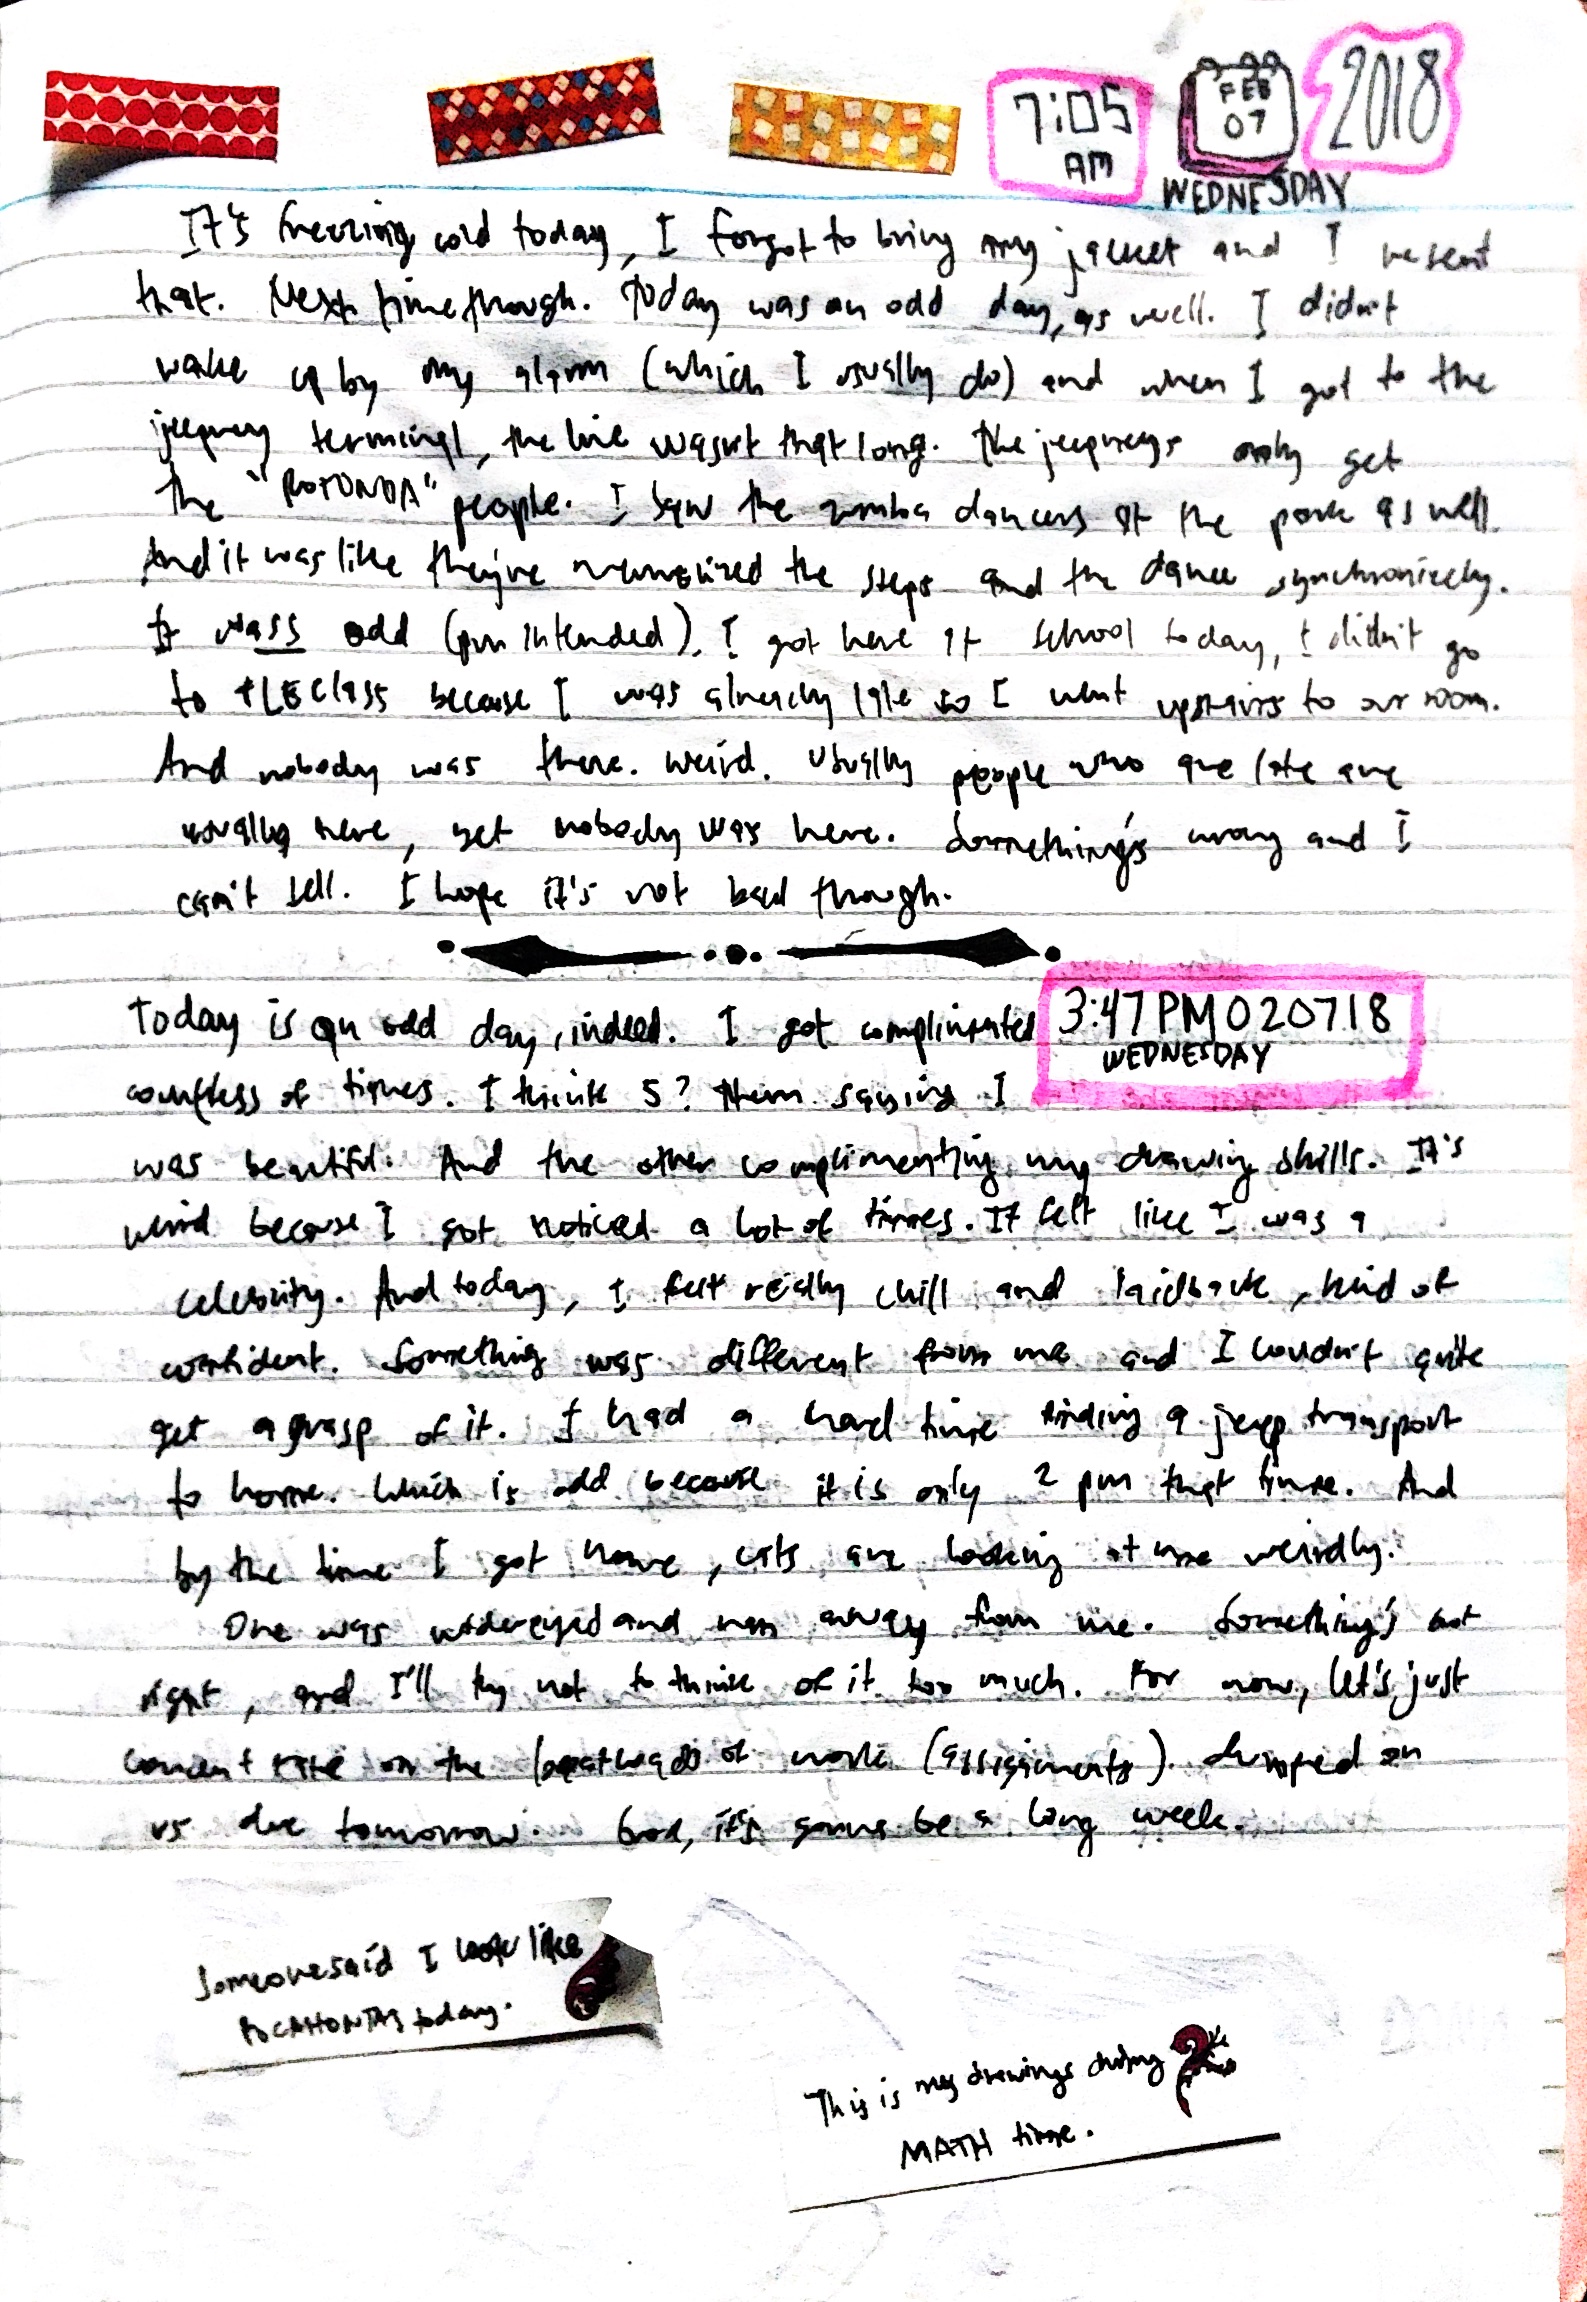 7:05
AM
FEB
07
2018
WEDNESDAY
It's freezing cold today, I forgot to bring my jacket and I resent
that. Next time though. Today was an odd day, as well. I didn't
wake up by my alarm (which I usually do) and when I got to the
jeepney terminal, the line wasn't that long. The jeepneys only get
the "ROTONDA" people. I saw the zumba dancers at the park as well.
And it was like they've memorized the steps and the dance synchronizely.
It wass odd (pun intended). I got here at school today, I didn't go
to TLE class because I was already late so I went upstairs to our room.
And nobody was there. Weird. Usually people who are late are
usually here, yet nobody was here. Something's wrong and I
can't tell. I hope it's not bad though.
3:47 PM 020718
WEDNESDAY
Today is an odd day, indeed. I got complimented
countless of times. I think 5? Them saying I
was beautiful. And the other complimenting my drawing skills. It's
weird because I got noticed a lot of times. It felt like I was a
celebrity. And today, I felt really chill and laidback, kind of
confident. Something was different from me and I couldn't quite
get a grasp of it. I had a hard time finding a jeep transport
to home. Which is odd because it is only 2 pm that time. And
by the time I got home, cats are looking at me weirdly.
One was wideeyed and ran away from me. Something's not
right, and I'll try not to think of it too much. For now, let's just
concentrate on the of work (assignments) dumped on
us due tomorrow. God, it's gonna be a long week.
Someone said I look like
POCAHONTAS today.
This is my drawings during
MATH time.